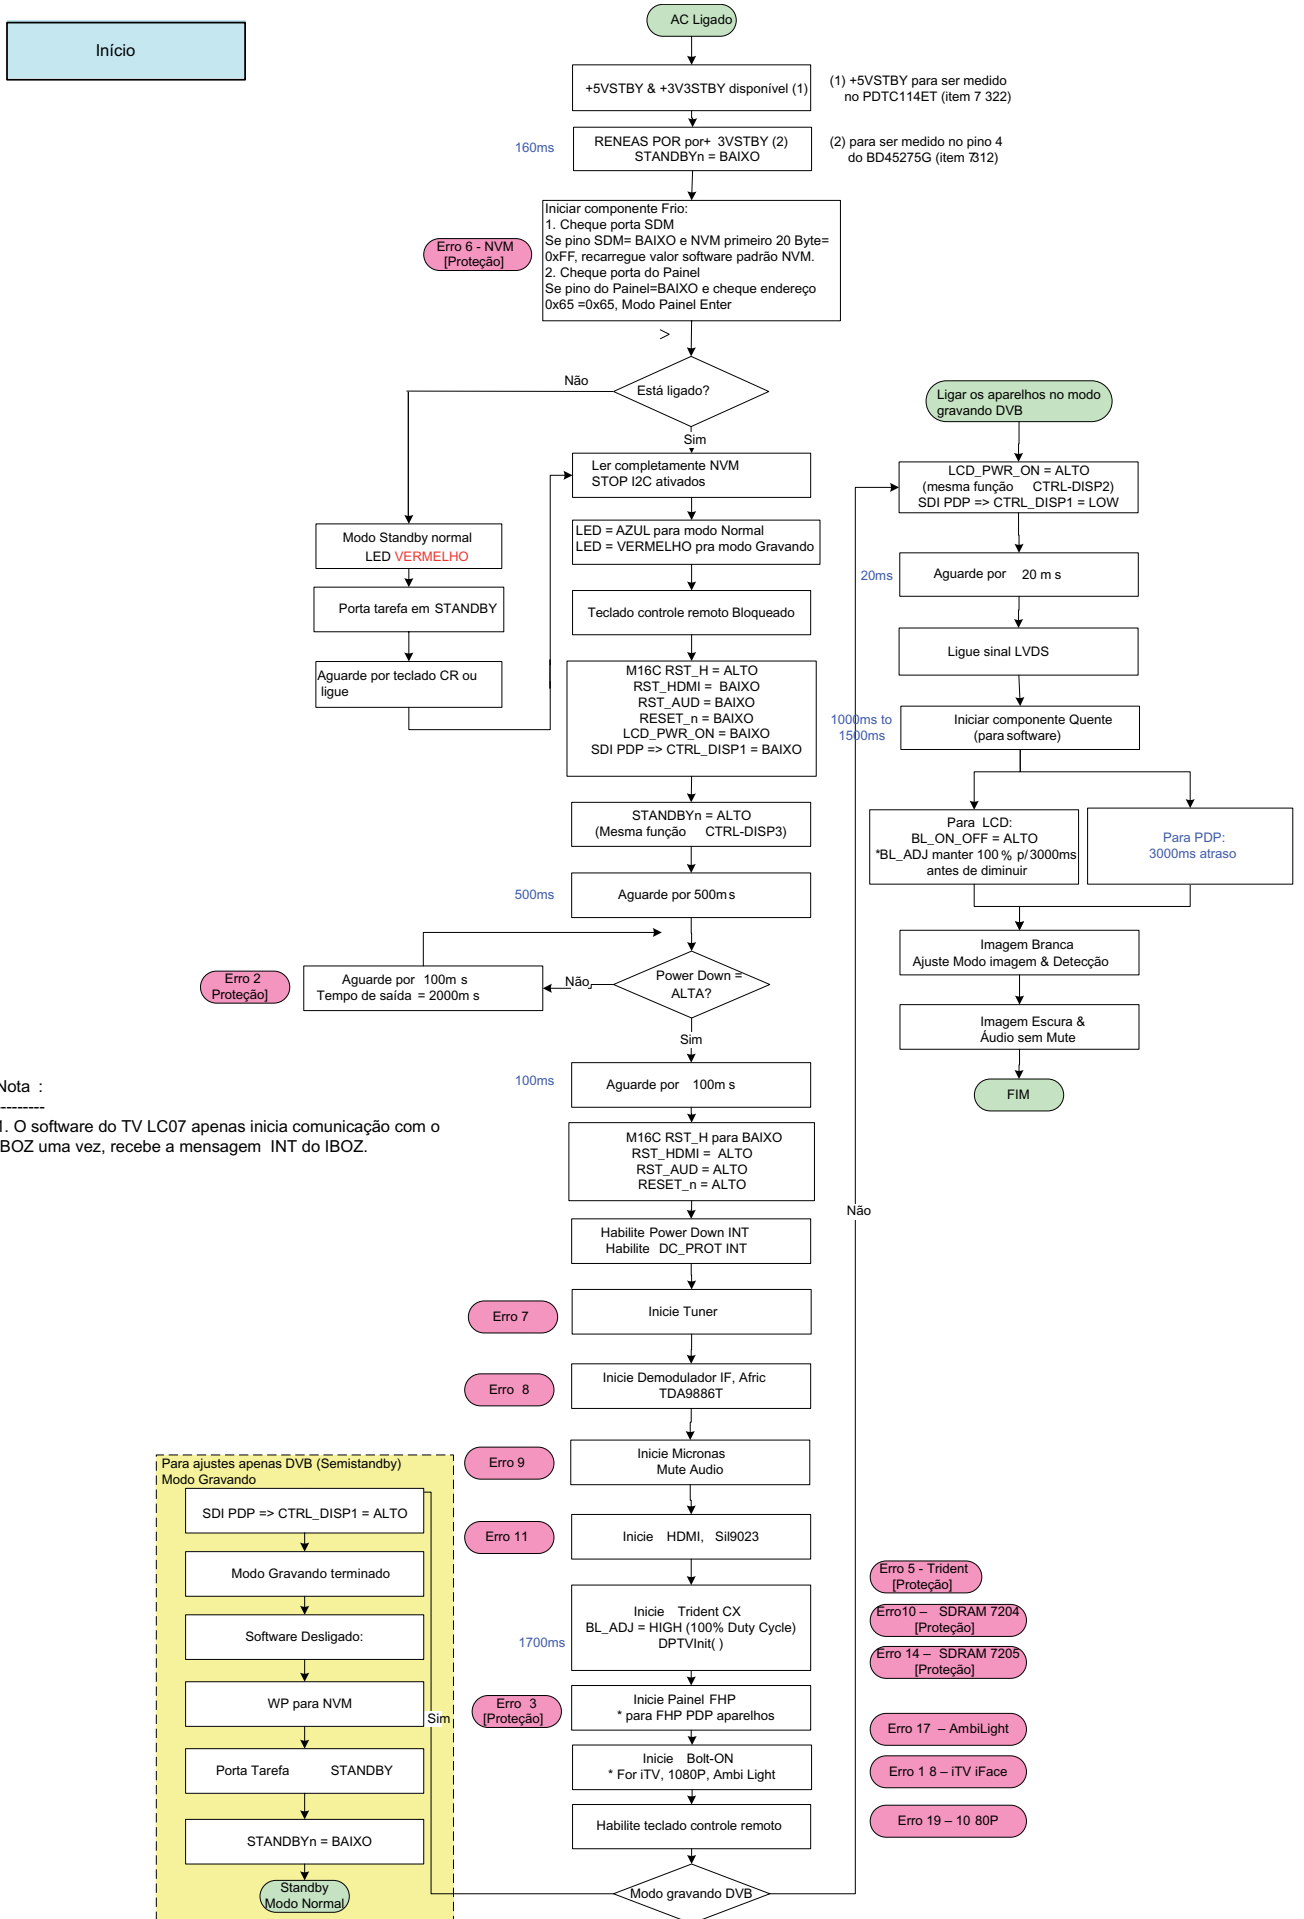 Início
AC Ligado
+5VSTBY & +3V3STBY disponível (1)
(1) +5VSTBY para ser medido
no PDTC114ET (item 7 322)
160ms
RENEAS POR por+ 3VSTBY (2)
STANDBYn = BAIXO
(2) para ser medido no pino 4
do BD45275G (item 7312)
Erro 6 - NVM
[Proteção]
Iniciar componente Frio:
1. Cheque porta SDM
Se pino SDM= BAIXO e NVM primeiro 20 Byte=
0xFF, recarregue valor software padrão NVM.
2. Cheque porta do Painel
Se pino do Painel=BAIXO e cheque endereço
0x65 =0x65, Modo Painel Enter
>
Não
Está ligado?
Sim
Ler completamente NVM
STOP I2C ativados
Modo Standby normal
LED VERMELHO
LED = AZUL para modo Normal
LED = VERMELHO pra modo Gravando
Porta tarefa em STANDBY
Teclado controle remoto Bloqueado
Aguarde por teclado CR ou
ligue
M16C RST_H = ALTO
RST_HDMI = BAIXO
RST_AUD = BAIXO
RESET_n = BAIXO
LCD_PWR_ON = BAIXO
SDI PDP => CTRL_DISP1 = BAIXO
STANDBYn = ALTO
(Mesma função CTRL-DISP3)
500ms
Aguarde por 500m s
Erro 2
Proteção]
Aguarde por 100m s
Tempo de saída = 2000m s
Não
Power Down =
ALTA?
Sim
100ms
Aguarde por 100m s
Nota :
---------
1. O software do TV LC07 apenas inicia comunicação com o
IBOZ uma vez, recebe a mensagem INT do IBOZ.
M16C RST_H para BAIXO
RST_HDMI = ALTO
RST_AUD = ALTO
RESET_n = ALTO
Habilite Power Down INT
Habilite DC_PROT INT
Erro 7
Inicie Tuner
Erro 8
Inicie Demodulador IF, Afric
TDA9886T
Erro 9
Inicie Micronas
Mute Audio
Erro 11
Inicie HDMI, Sil9023
1700ms
Inicie Trident CX
BL_ADJ = HIGH (100% Duty Cycle)
DPTVInit( )
Erro 3
[Proteção]
Inicie Painel FHP
* para FHP PDP aparelhos
Inicie Bolt-ON
* For iTV, 1080P, Ambi Light
Habilite teclado controle remoto
Modo gravando DVB
Sim
Não
Para ajustes apenas DVB (Semistandby)
Modo Gravando
SDI PDP => CTRL_DISP1 = ALTO
Modo Gravando terminado
Software Desligado:
WP para NVM
Porta Tarefa STANDBY
STANDBYn = BAIXO
Standby
Modo Normal
Ligar os aparelhos no modo
gravando DVB
LCD_PWR_ON = ALTO
(mesma função CTRL-DISP2)
SDI PDP => CTRL_DISP1 = LOW
20ms
Aguarde por 20 m s
Ligue sinal LVDS
1000ms to
1500ms
Iniciar componente Quente
(para software)
Para LCD:
BL_ON_OFF = ALTO
*BL_ADJ manter 100 % p/3000ms
antes de diminuir
Para PDP:
3000ms atraso
Imagem Branca
Ajuste Modo imagem & Detecção
Imagem Escura &
Áudio sem Mute
FIM
Erro 5 - Trident
[Proteção]
Erro10 – SDRAM 7204
[Proteção]
Erro 14 – SDRAM 7205
[Proteção]
Erro 17 – AmbiLight
Erro 1 8 – iTV iFace
Erro 19 – 10 80P